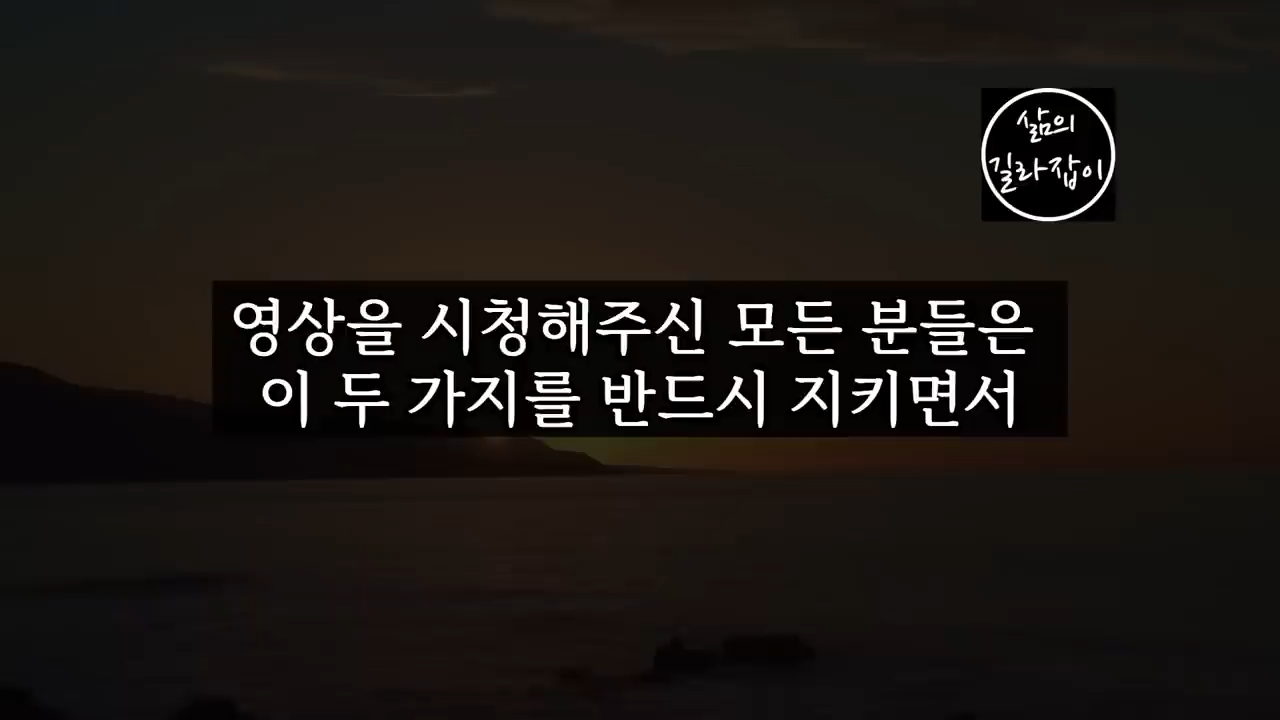 삶의
길라잡이
영상을 시청해주신 모든 분들은
이 두 가지를 반드시 지키면서